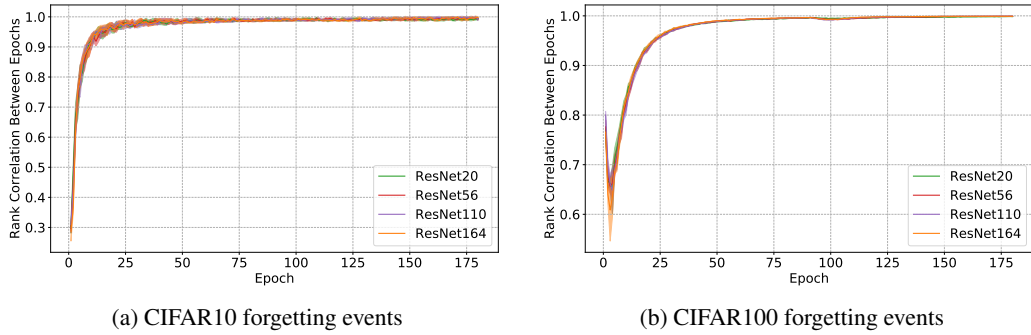 1.0
0.9
0.8
0.7
0.6
0.5
0.4
0.3
Rank Correlation Between Epochs
0 25 50 75 100 125 150 175
Epoch
ResNet20
ResNet56
ResNet110
ResNet164
(a) CIFAR10 forgetting events
1.0
0.9
0.8
0.7
0.6
Rank Correlation Between Epochs
0 25 50 75 100 125 150 175
Epoch
ResNet20
ResNet56
ResNet110
ResNet164
(b) CIFAR100 forgetting events